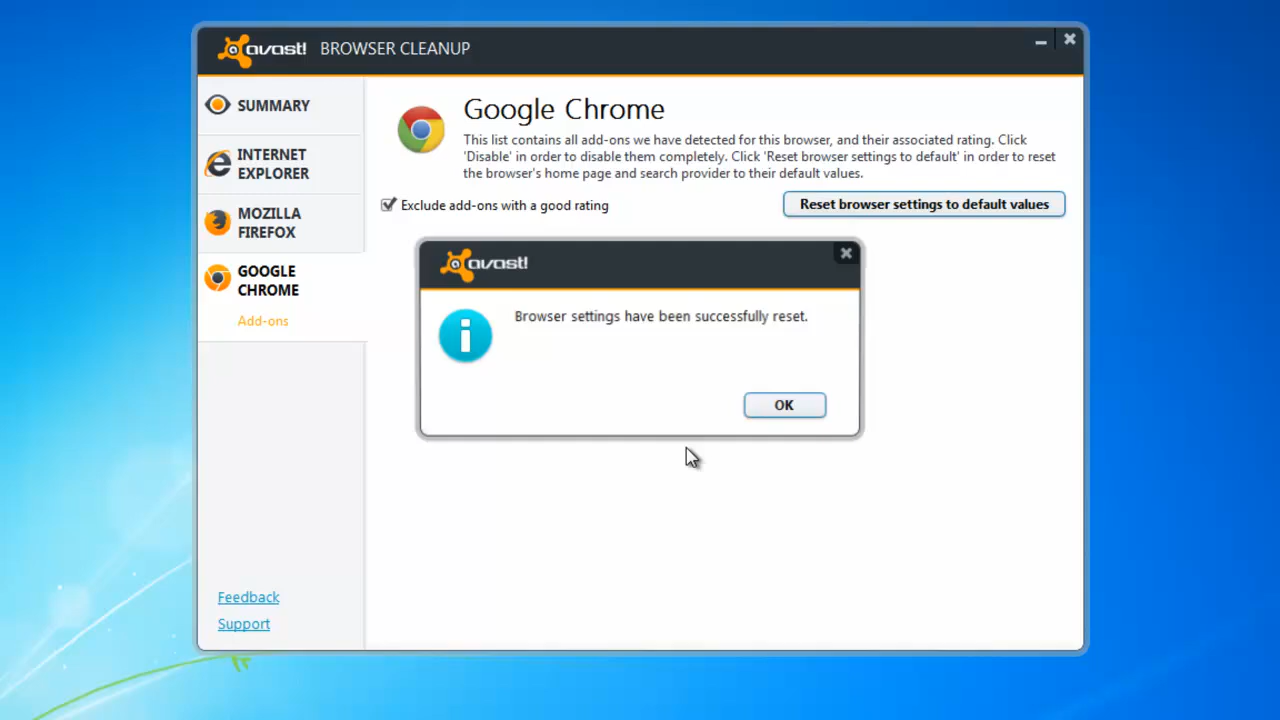 avast! BROWSER CLEANUP
SUMMARY
INTERNET
EXPLORER
MOZILLA
FIREFOX
GOOGLE
CHROME
Add-ons
Feedback
Support
Google Chrome
This list contains all add-ons we have detected for this browser, and their associated rating. Click
'Disable' in order to disable them completely. Click 'Reset browser settings to default' in order to reset
the browser's home page and search provider to their default values.
Exclude add-ons with a good rating
Reset browser settings to default values
avast!
Browser settings have been successfully reset.
OK